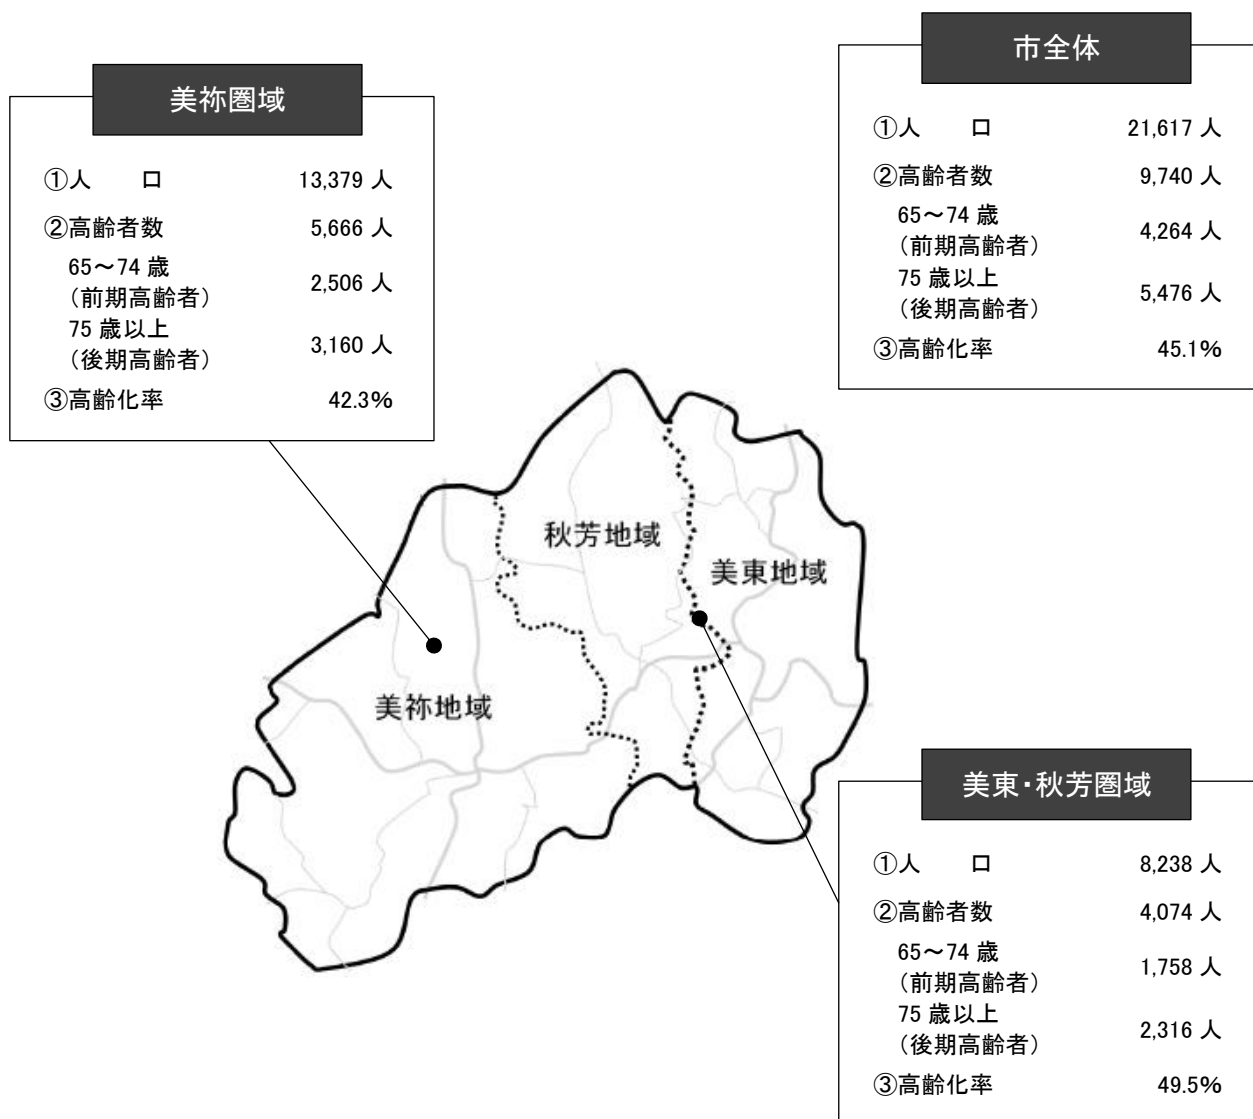 市全体
①人　　口 21,617 人
②高齢者数 9,740 人
65～74 歳
（前期高齢者） 4,264 人
75 歳以上
（後期高齢者） 5,476 人
③高齢化率 45.1%
美祢圏域
①人　　口 13,379 人
②高齢者数 5,666 人
65～74 歳
（前期高齢者） 2,506 人
75 歳以上
（後期高齢者） 3,160 人
③高齢化率 42.3%
秋芳地域
美東地域
美祢地域
美東・秋芳圏域
①人　　口 8,238 人
②高齢者数 4,074 人
65～74 歳
（前期高齢者） 1,758 人
75 歳以上
（後期高齢者） 2,316 人
③高齢化率 49.5%